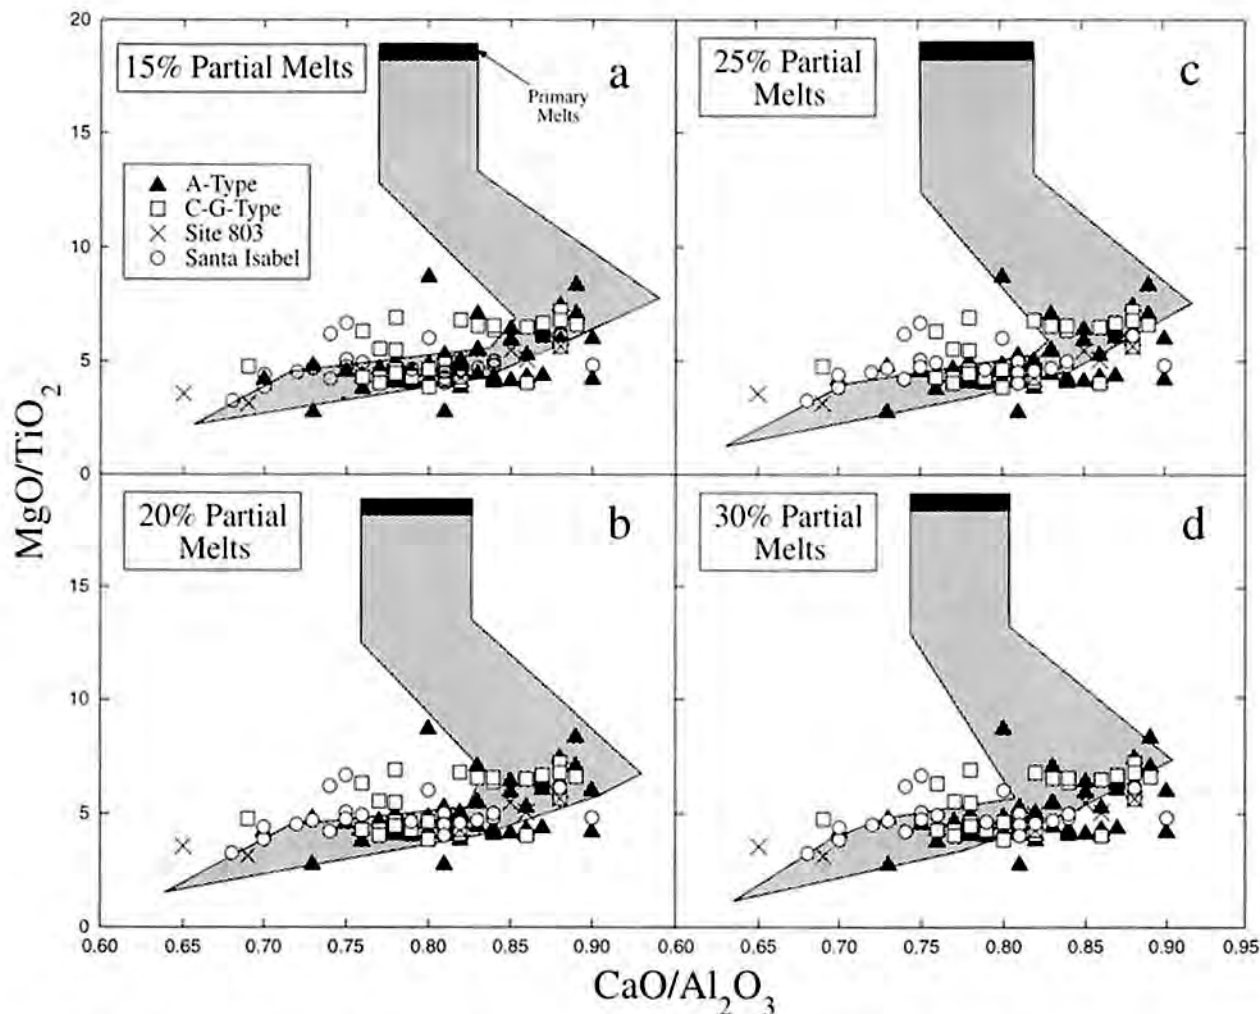 20
15% Partial Melts
a
Primary
Melts
25% Partial
Melts
c
15
A-Type
C-G-Type
Site 803
Santa Isabel
10
5
0
MgO/TiO2
20% Partial
Melts
b
30% Partial
Melts
d
15
10
5
0
0.60 0.65 0.70 0.75 0.80 0.85 0.90 0.60 0.65 0.70 0.75 0.80 0.85 0.90 0.95
CaO/Al2O3